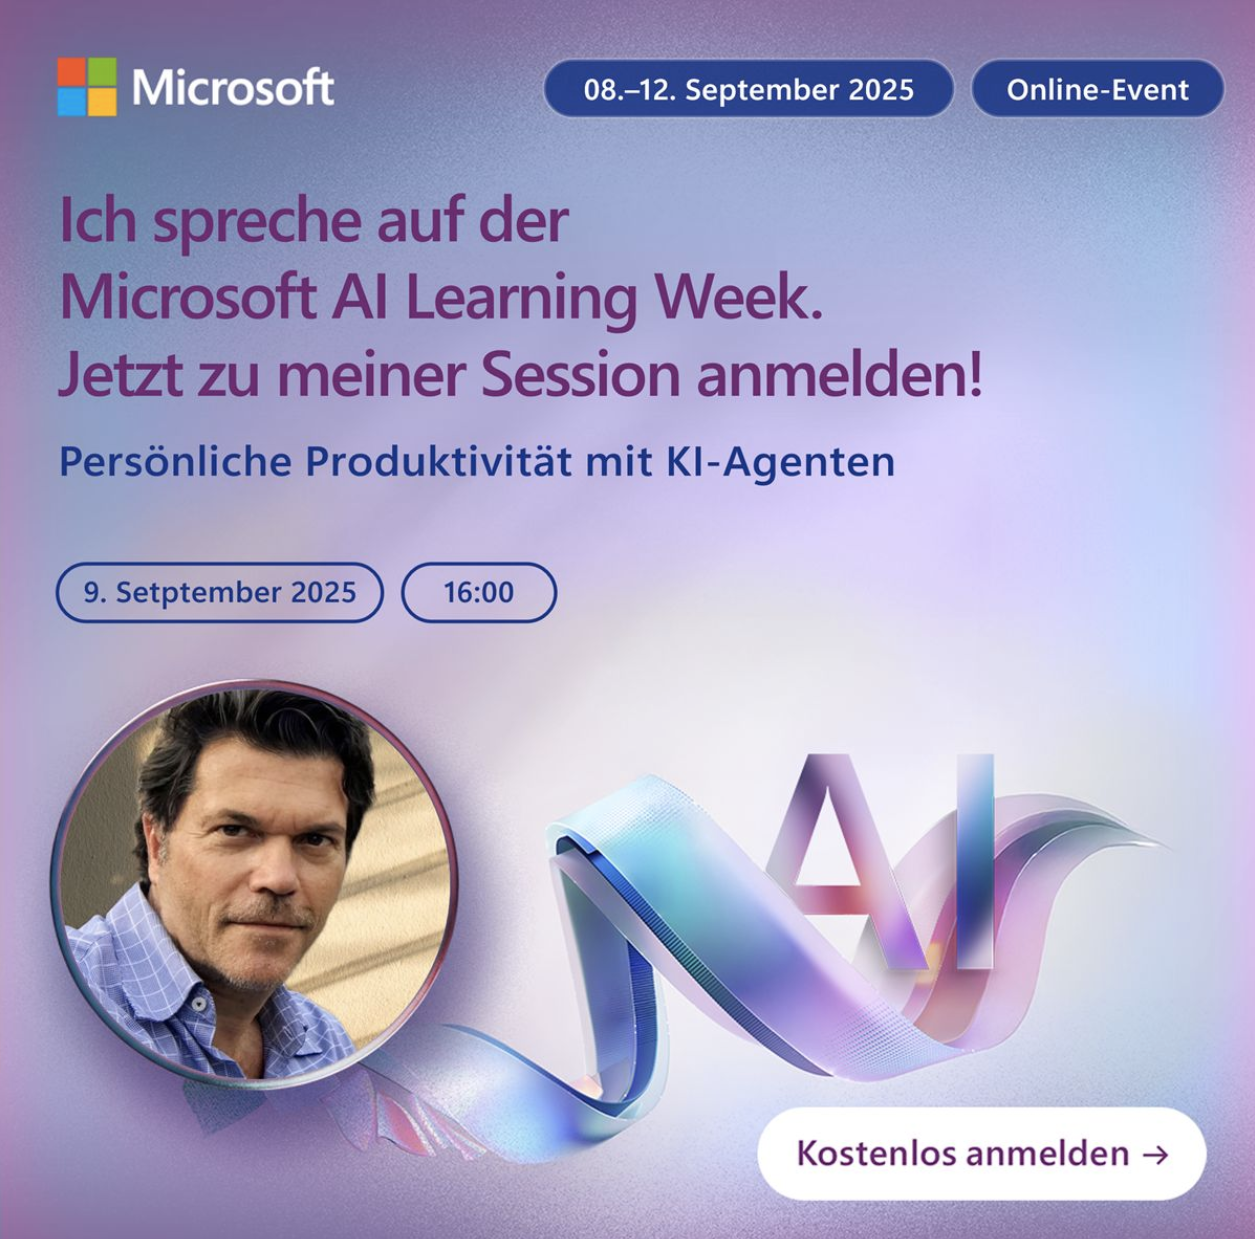 Microsoft
08.–12. September 2025
Online-Event
Ich spreche auf der
Microsoft AI Learning Week.
Jetzt zu meiner Session anmelden!
Persönliche Produktivität mit KI-Agenten
9. Setptember 2025
16:00
AI
Kostenlos anmelden →